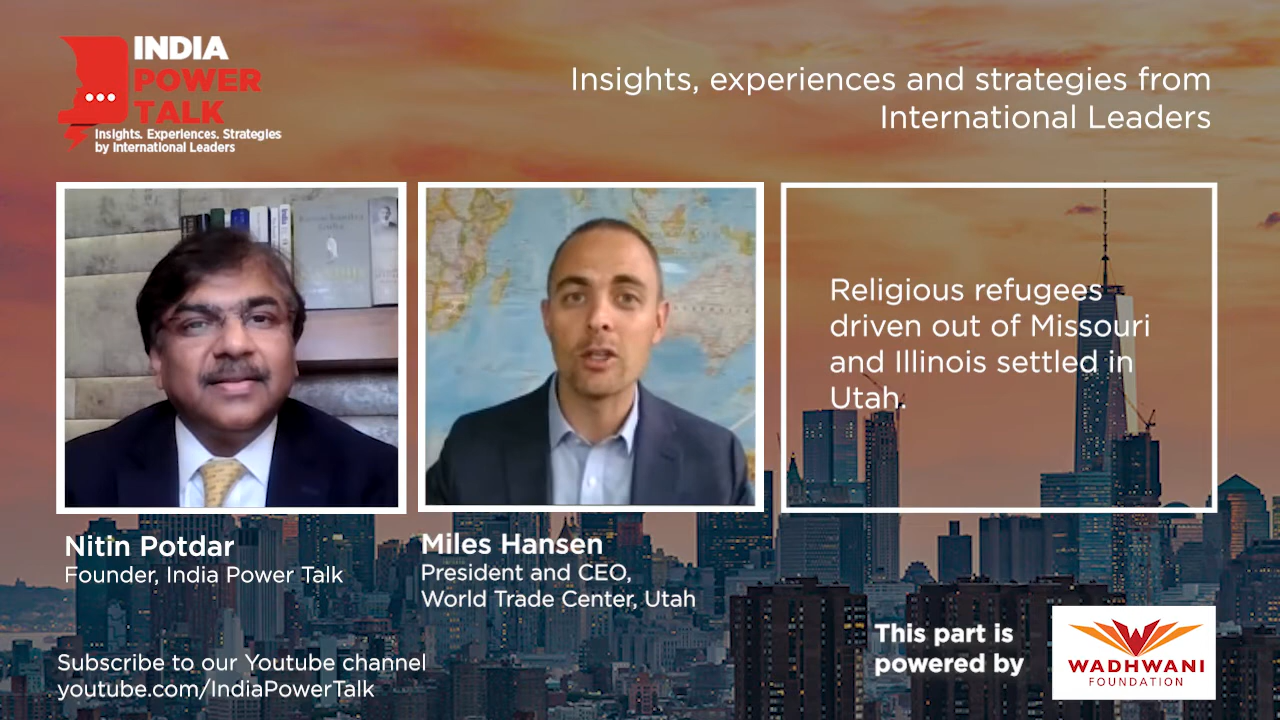 INDIA
POWER
TALK
Insights. Experiences. Strategies
by International Leaders
Insights, experiences and strategies from
International Leaders
Religious refugees
driven out of Missouri
and Illinois settled in
Utah.
Nitin Potdar
Founder, India Power Talk
Miles Hansen
President and CEO,
World Trade Center, Utah
This part is
powered by
WADHWANI
FOUNDATION
Subscribe to our Youtube channel
youtube.com/IndiaPowerTalk